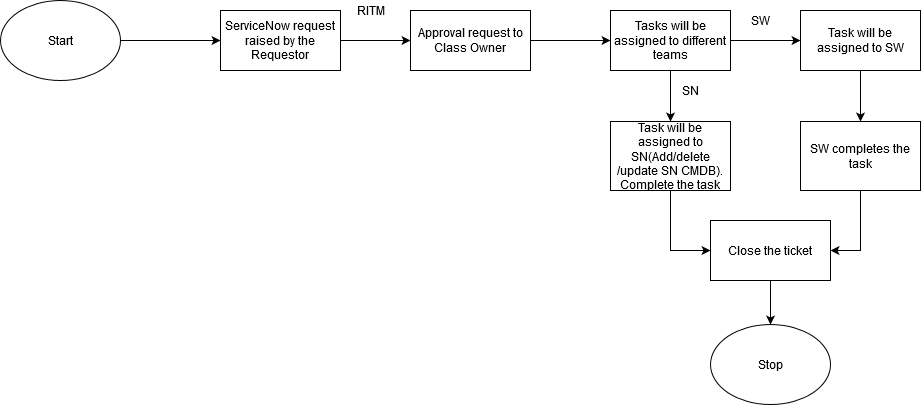 Start
ServiceNow request
raised by the
Requestor
RITM
Approval request to
Class Owner
Tasks will be
assigned to different
teams
SW
Task will be
assigned to SW
SN
Task will be
assigned to
SN(Add/delete
/update SN CMDB).
Complete the task
SW completes the
task
Close the ticket
Stop